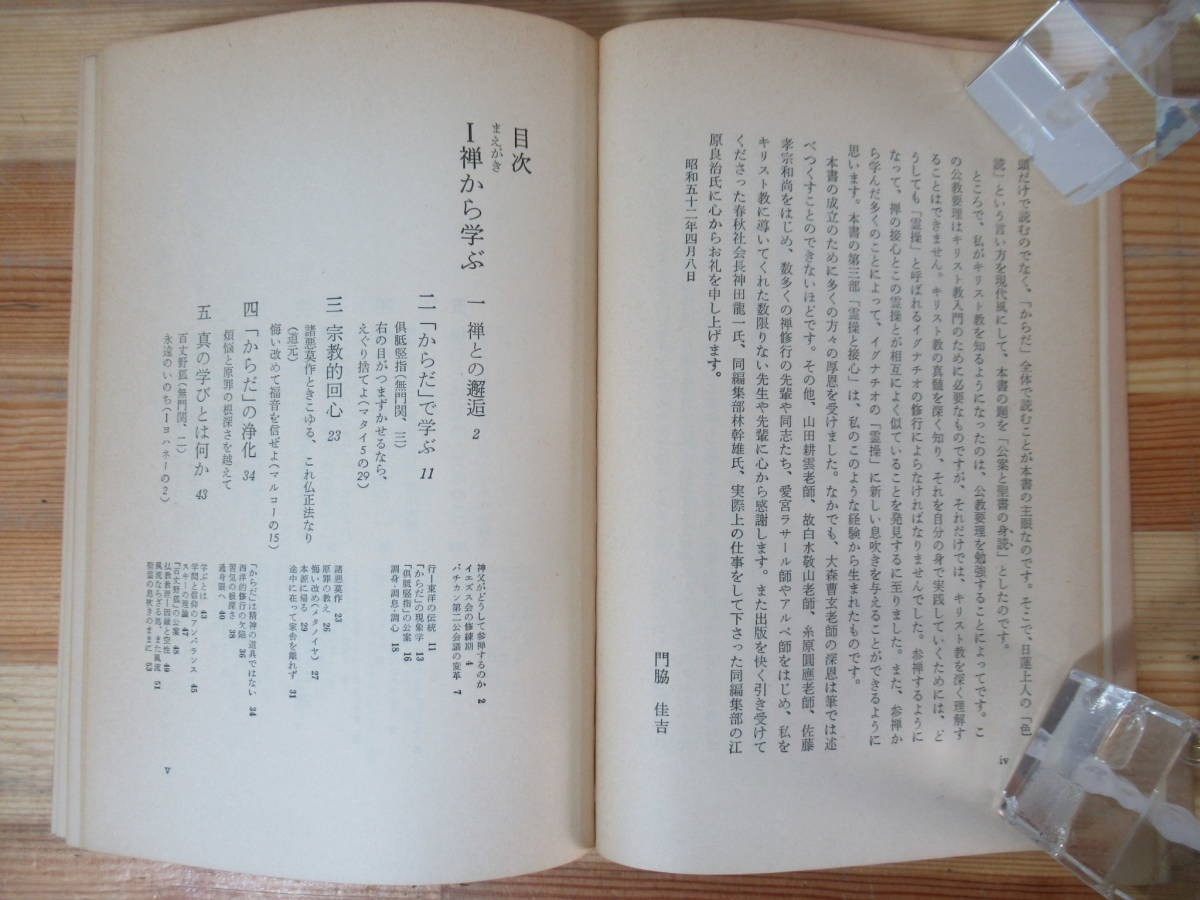 頭だけで読むのでなく、「からだ」全体で読むことが本書の主眼なのです。そこで、日蓮上人の「色
読」という言い方を現代風にして、本書の題を「公案と聖書の身読」としたのです。
ところで、私がキリスト教を知るようになったのは、公教要理を勉強することによってです。こ
の公教要理はキリスト教入門のために必要なものですが、それだけでは、キリスト教を深く理解す
ることはできません。キリスト教の真髄を深く知り、それを自分の身で実践していくためには、ど
うしても「霊操」と呼ばれるイグナチオの修行によらなければなりませんでした。参禅するように
なって、禅の接心とこの霊操とが相互によく似ていることを発見するに至りました。また、参禅か
ら学んだ多くのことによって、イグナチオの「霊操」に新しい息吹きを与えることができるように
思います。本書の第三部「霊操と接心」は、私のこのような経験から生まれたものです。
本書の成立のために多くの方々の厚恩を受けました。なかでも、大森曹玄老師の深恩は筆では述
べつくすことのできないほどです。その他、山田耕雲老師、故白水敬山老師、糸原圓應老師、佐藤
孝宗和尚をはじめ、数多くの禅修行の先輩や同志たち、愛宮ラサール師やアルペ師をはじめ、私を
キリスト教に導いてくれた数限りない先生や先輩に心から感謝します。また出版を快く引き受けて
くださった春秋社会長神田龍一氏、同編集部林幹雄氏、実際上の仕事をして下さった同編集部の江
原良治氏に心からお礼を申し上げます。
昭和五十二年四月八日
門脇 佳吉
iv
目次
まえがき
I 禅から学ぶ
一 禅との邂逅 2
神父がどうして参禅するのか 2
イエズス会の修練期 4
バチカン第二公会議の変革 7
二 「からだ」で学ぶ 11
倶胝竪指(無門関、三)
右の目がつまずかせるなら、
えぐり捨てよ(マタイ5の29)
行―東洋の伝統 11
「からだ」の現象学 13
「倶胝竪指」の公案 16
調身・調息・調心 18
三 宗教的回心 23
諸悪莫作ときこゆる、これ仏正法なり
(道元)
悔い改めて福音を信ぜよ(マルコ一の15)
諸悪莫作 23
原罪の教え 26
悔い改め(メタノイヤ) 27
本源に帰る 29
途中に在って家舎を離れず 31
四 「からだ」の浄化 34
煩悩と原罪の根深さを越えて
「からだ」は精神の道具ではない 34
西洋的修行の欠陥 36
習気の根深さ 38
通身眼へ 40
五 真の学びとは何か 43
百丈野狐(無門関、二)
永遠のいのち(Iヨハネ一の2)
学ぶとは 43
学問と信仰のアンバランス 45
スキーの理論 47
「百丈野狐」の公案 48
仏教教理―因縁と空性 49
風流ならざる処、また風流 51
聖霊の息吹きのままに 53
v